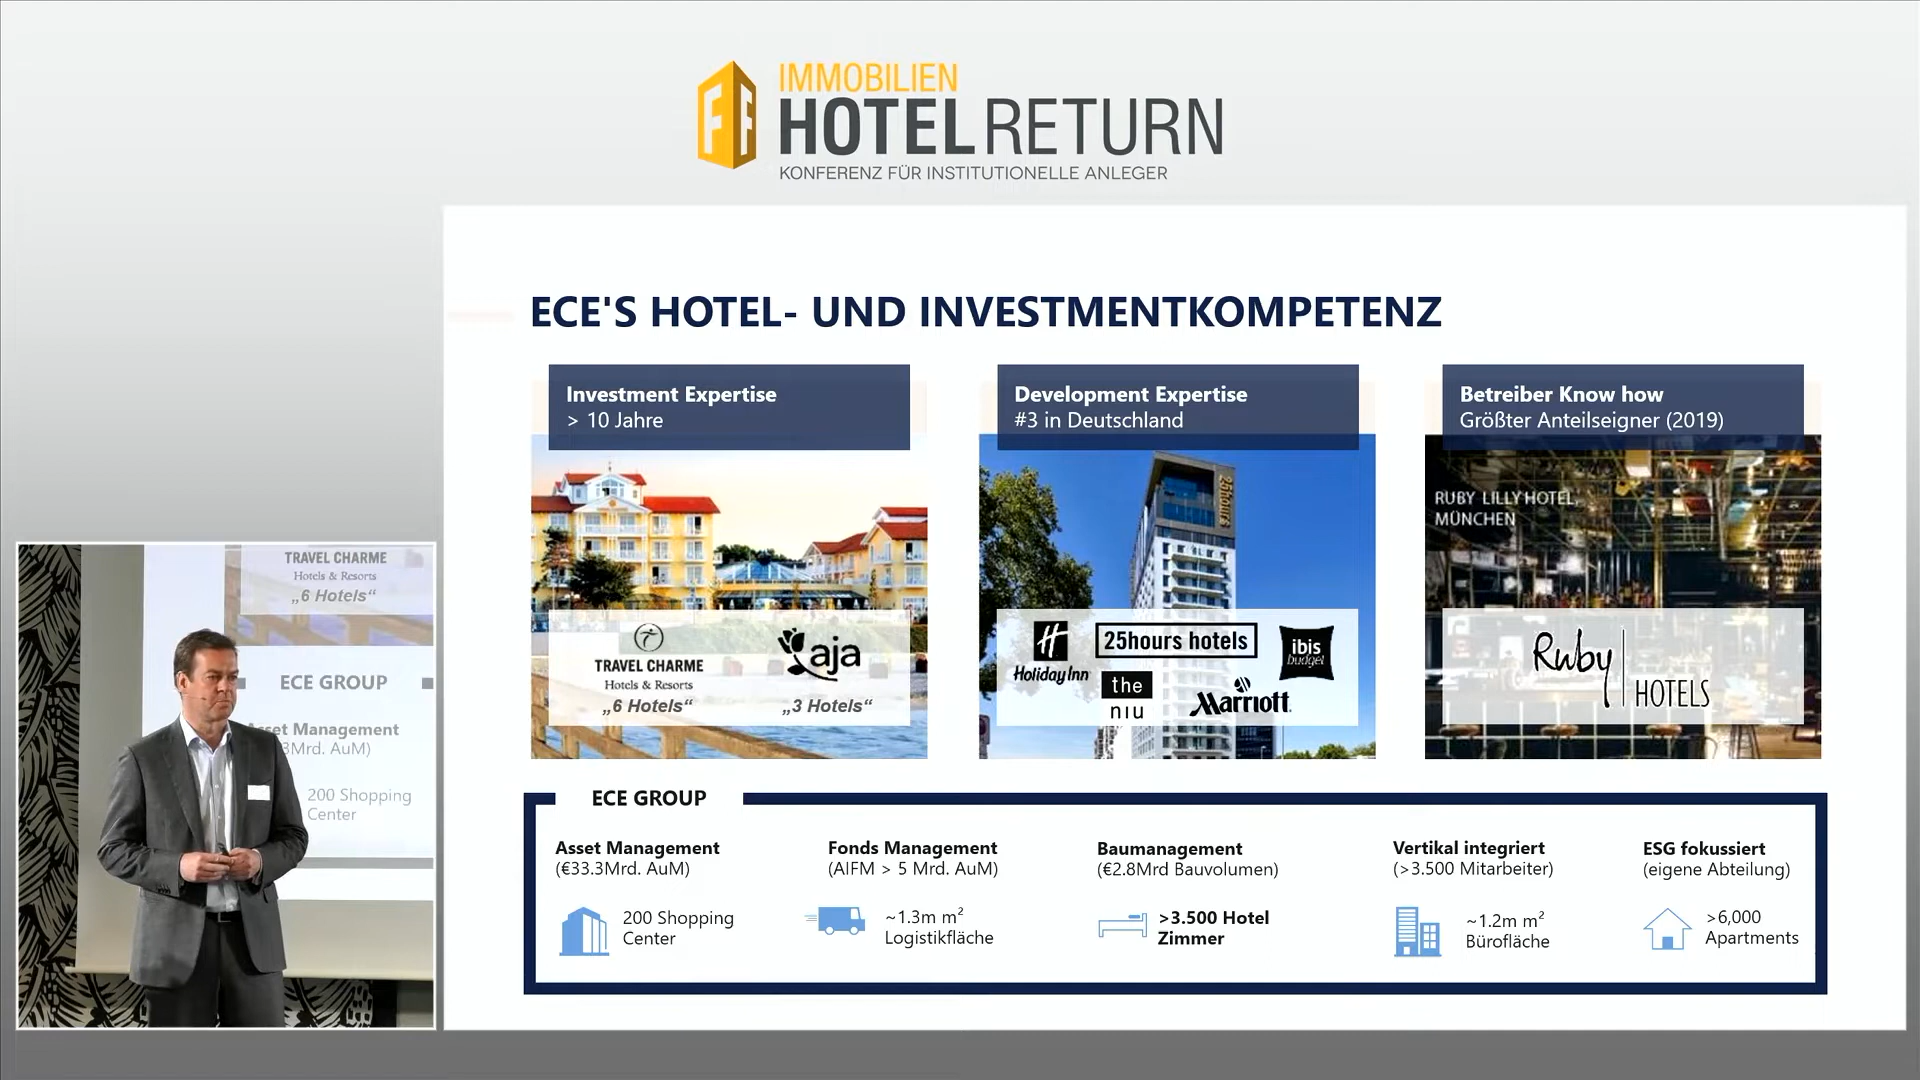 IMMOBILIEN
HOTEL RETURN
KONFERENZ FÜR INSTITUTIONELLE ANLEGER
ECE'S HOTEL- UND INVESTMENTKOMPETENZ
Investment Expertise
> 10 Jahre
TRAVEL CHARME
Hotels & Resorts
„6 Hotels“
aja
„3 Hotels“
Development Expertise
#3 in Deutschland
25hours
Holiday Inn
25hours hotels
ibis
budget
the
niu
Marriott.
Betreiber Know how
Größter Anteilseigner (2019)
RUBY LILLY HOTEL,
MÜNCHEN
Ruby
HOTELS
ECE GROUP
Asset Management
(€33.3Mrd. AuM)
200 Shopping
Center
Fonds Management
(AIFM > 5 Mrd. AuM)
~1.3m m²
Logistikfläche
Baumanagement
(€2.8Mrd Bauvolumen)
>3.500 Hotel
Zimmer
Vertikal integriert
(>3.500 Mitarbeiter)
~1.2m m²
Bürofläche
ESG fokussiert
(eigene Abteilung)
>6,000
Apartments
TRAVEL CHARME
Hotels & Resorts
„6 Hotels“
ECE GROUP
sset Management
3Mrd. AuM)
200 Shopping
Center